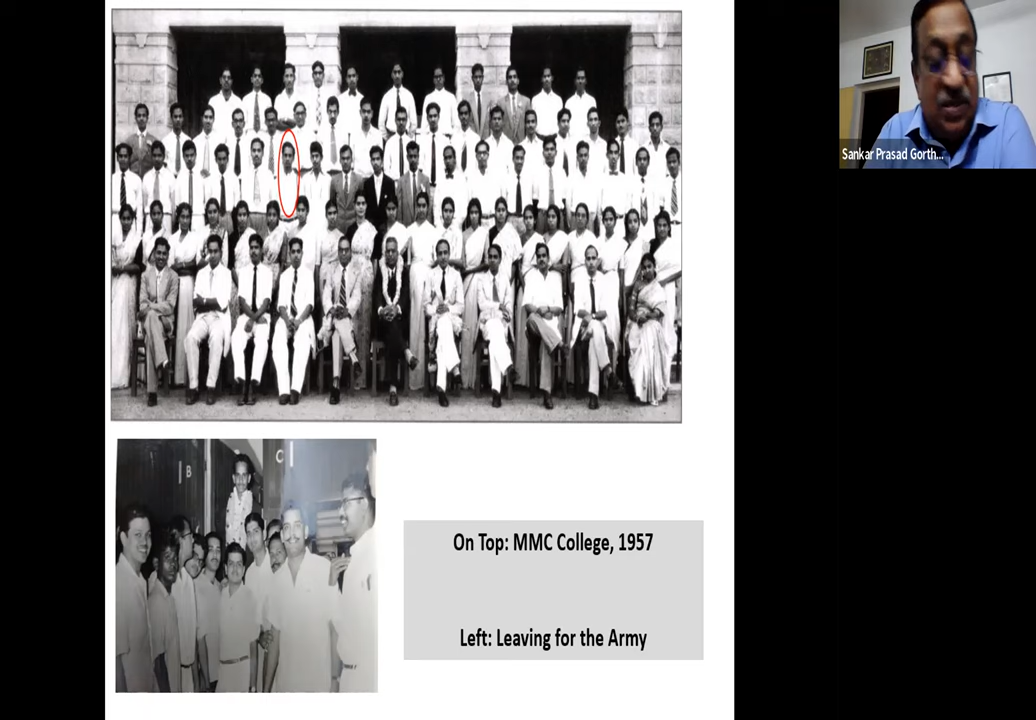 Sankar Prasad Gorth...
B
C
On Top: MMC College, 1957
Left: Leaving for the Army